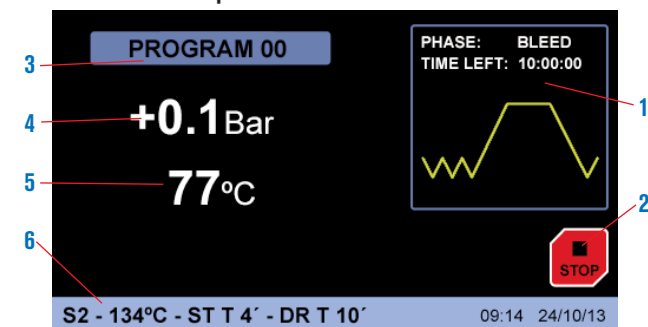 PROGRAM 00
+0.1Bar
77ºC
PHASE: BLEED
TIME LEFT: 10:00:00
STOP
S2 - 134ºC - ST T 4´ - DR T 10´
09:14 24/10/13
3
4
5
6
1
2